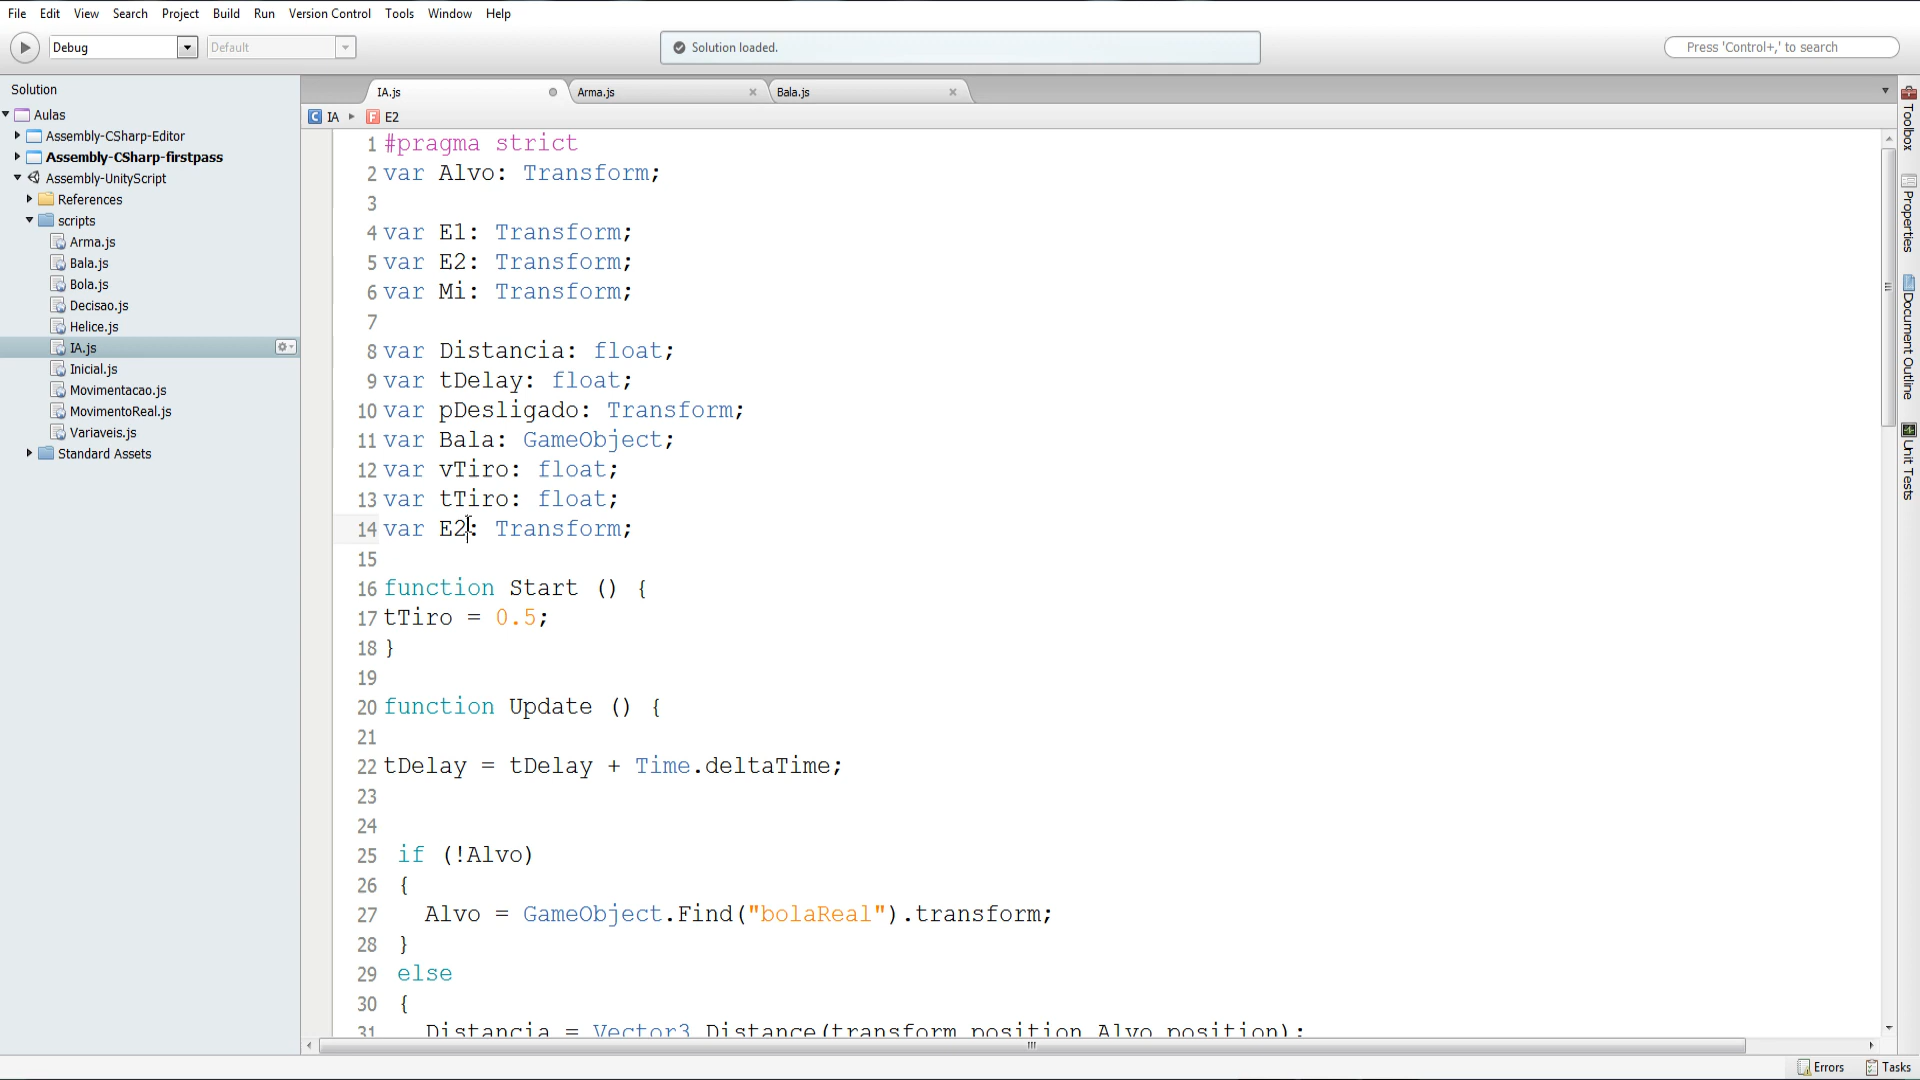 File Edit View Search Project Build Run Version Control Tools Window Help
Debug
Default
Solution loaded.
Press 'Control+,' to search
Solution
Aulas
Assembly-CSharp-Editor
Assembly-CSharp-firstpass
Assembly-UnityScript
References
scripts
Arma.js
Bala.js
Bola.js
Decisao.js
Helice.js
IA.js
Inicial.js
Movimentacao.js
MovimentoReal.js
Variaveis.js
Standard Assets
IA.js Arma.js Bala.js
C IA F E2
1 #pragma strict
2 var Alvo: Transform;
3
4 var E1: Transform;
5 var E2: Transform;
6 var Mi: Transform;
7
8 var Distancia: float;
9 var tDelay: float;
10 var pDesligado: Transform;
11 var Bala: GameObject;
12 var vTiro: float;
13 var tTiro: float;
14 var E2: Transform;
15
16 function Start () {
17 tTiro = 0.5;
18 }
19
20 function Update () {
21
22 tDelay = tDelay + Time.deltaTime;
23
24
25 if (!Alvo)
26 {
27 Alvo = GameObject.Find("bolaReal").transform;
28 }
29 else
30 {
31 Distancia = Vector3.Distance(transform.position,Alvo.position);
Toolbox
Properties
Document Outline
Unit Tests
Errors Tasks